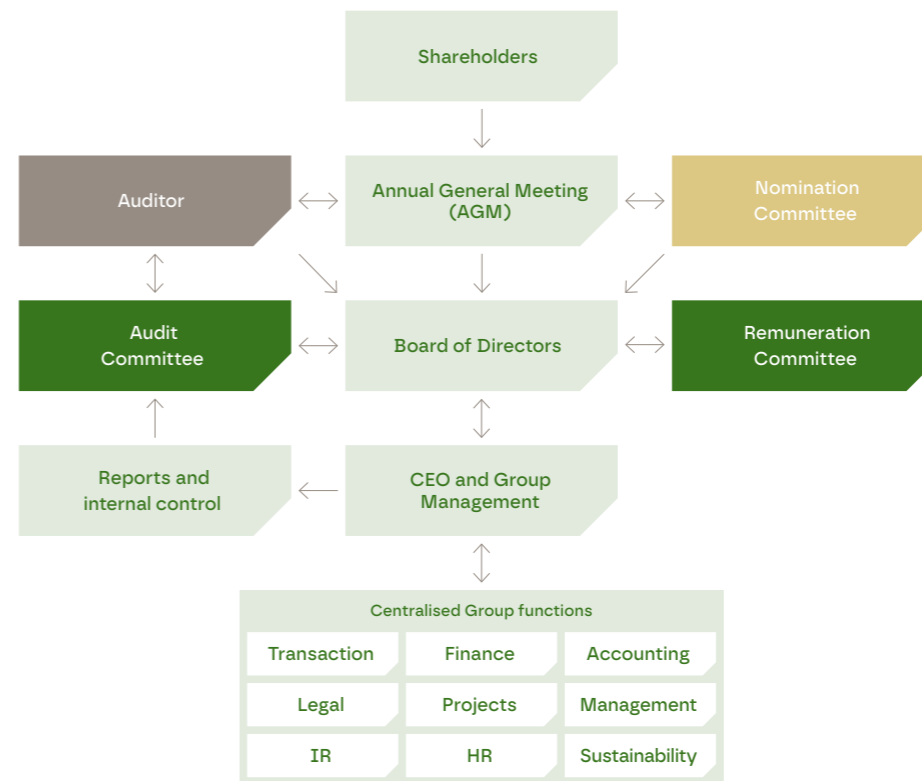 Shareholders
Auditor
Annual General Meeting
(AGM)
Nomination
Committee
Audit
Committee
Board of Directors
Remuneration
Committee
Reports and
internal control
CEO and Group
Management
Centralised Group functions
Transaction
Finance
Accounting
Legal
Projects
Management
IR
HR
Sustainability